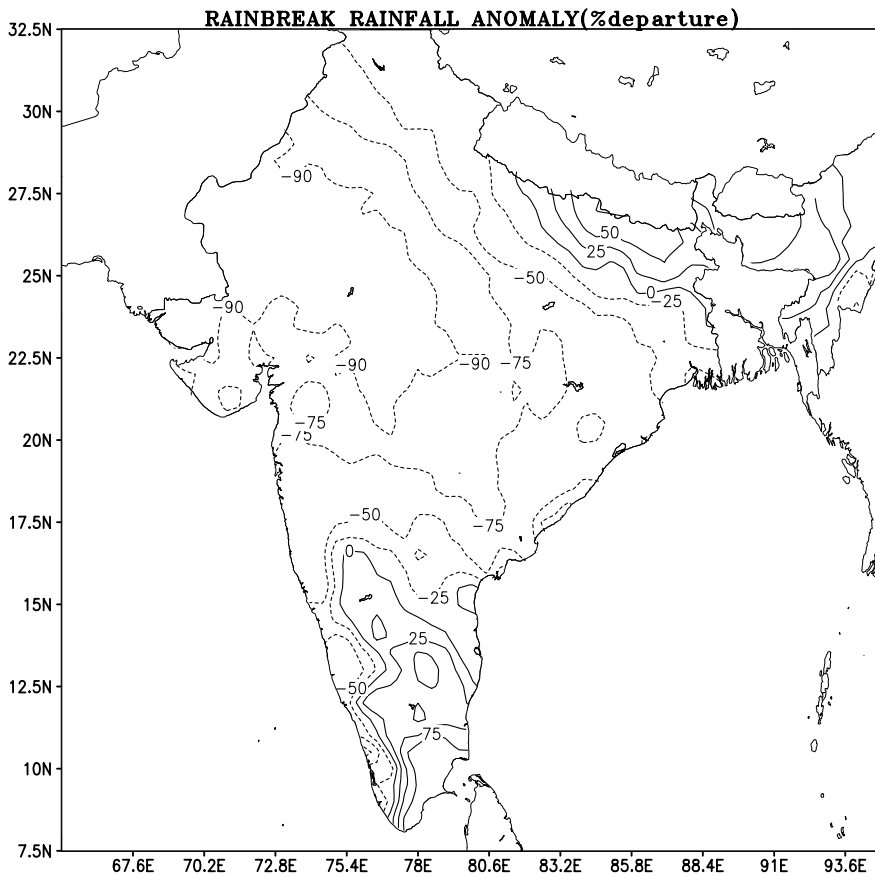 RAINBREAK RAINFALL ANOMALY(%departure)
32.5N
30N
−90
27.5N
50
25
25N
−50
0
−25
−90
22.5N
−90
−90
−75
−75
20N
−75
−50
−75
17.5N
0
−25
15N
25
12.5N
−50
75
10N
7.5N
67.6E 70.2E 72.8E 75.4E 78E 80.6E 83.2E 85.8E 88.4E 91E 93.6E